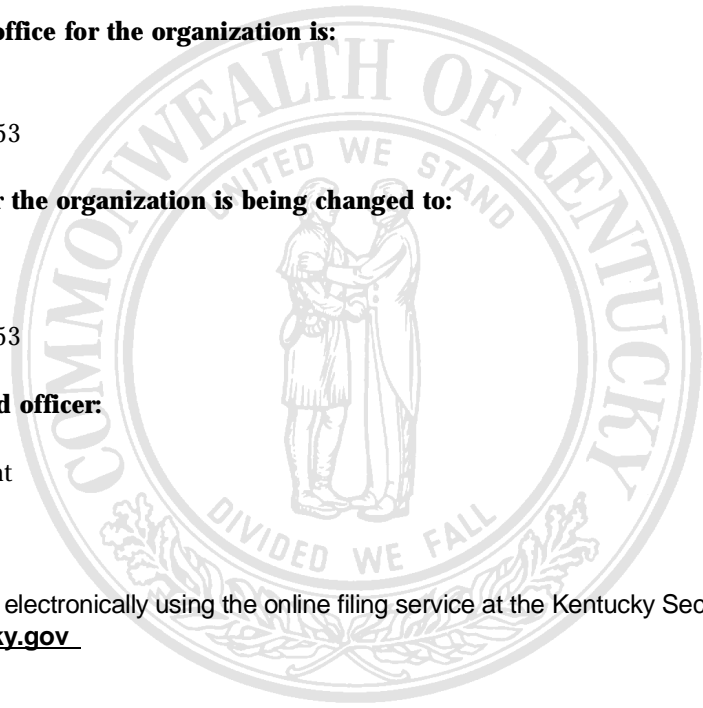 office for the organization is:
53
r the organization is being changed to:
53
d officer:
nt
electronically using the online filing service at the Kentucky Sec
ky.gov
COMMONWEALTH OF KENTUCKY
UNITED WE STAND
DIVIDED WE FALL